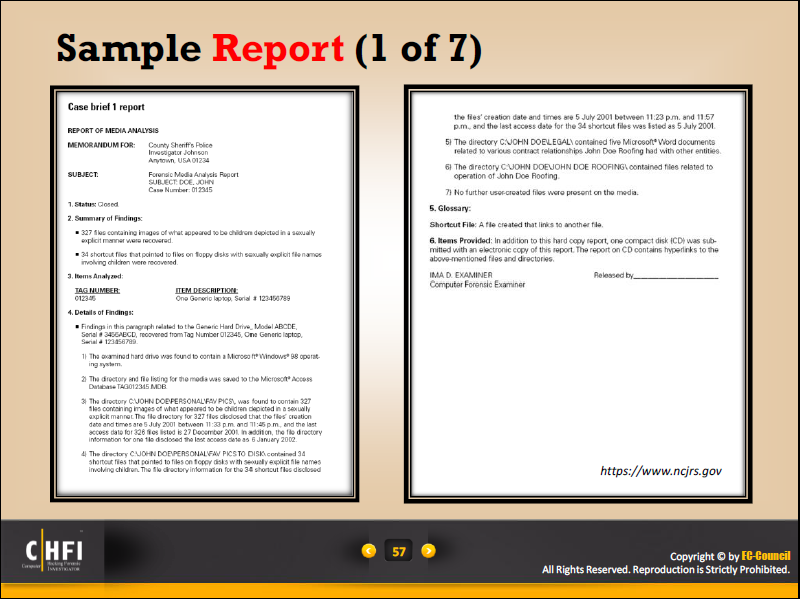 Sample Report (1 of 7)
Case brief 1 report
REPORT OF MEDIA ANALYSIS
MEMORANDUM FOR: County Sheriff's Police
Investigator Johnson
Anytown, USA 01234
SUBJECT: Forensic Media Analysis Report
SUBJECT: DOE, JOHN
Case Number: 012345
1. Status: Closed.
2. Summary of Findings:
■ 327 files containing images of what appeared to be children depicted in a sexually
explicit manner were recovered.
■ 34 shortcut files that pointed to files on floppy disks with sexually explicit file names
involving children were recovered.
3. Items Analyzed:
TAG NUMBER: ITEM DESCRIPTION:
012345 One Generic laptop, Serial # 123456789
4. Details of Findings:
■ Findings in this paragraph related to the Generic Hard Drive, Model ABCDE,
Serial # 3456ABCD, recovered from Tag Number 012345, One Generic laptop,
Serial # 123456789.
1) The examined hard drive was found to contain a Microsoft® Windows® 98 operat-
ing system.
2) The directory and file listing for the media was saved to the Microsoft Access
Database TAG012345.MDB.
3) The directory C:\JOHN DOE\PERSONAL\FAV PICS\, was found to contain 327
files containing images of what appeared to be children depicted in a sexually
explicit manner. The file directory for 327 files disclosed that the files' creation
date and times are 5 July 2001 between 11:33 p.m. and 11:45 p.m., and the last
access date for 326 files listed is 27 December 2001. In addition, the file directory
information for one file disclosed the last access date as 6 January 2002.
4) The directory C:\JOHN DOE\PERSONAL\FAV PICS TO DISK\ contained 34
shortcut files that pointed to files on floppy disks with sexually explicit file names
involving children. The file directory information for the 34 shortcut files disclosed
the files' creation date and times are 5 July 2001 between 11:23 p.m. and 11:57
p.m., and the last access date for the 34 shortcut files was listed as 5 July 2001.
5) The directory C:\JOHN DOE\LEGAL\ contained five Microsoft® Word documents
related to various contract relationships John Doe Roofing had with other entities.
6) The directory C:\JOHN DOE\JOHN DOE ROOFING\ contained files related to
operation of John Doe Roofing.
7) No further user-created files were present on the media.
5. Glossary:
Shortcut File: A file created that links to another file.
6. Items Provided: In addition to this hard copy report, one compact disk (CD) was sub-
mitted with an electronic copy of this report. The report on CD contains hyperlinks to the
above-mentioned files and directories.
IMA D. EXAMINER Released by____________________
Computer Forensic Examiner
https://www.ncjrs.gov
CHFI
Computer Hacking Forensic
INVESTIGATOR
57
Copyright © by EC-Council
All Rights Reserved. Reproduction is Strictly Prohibited.